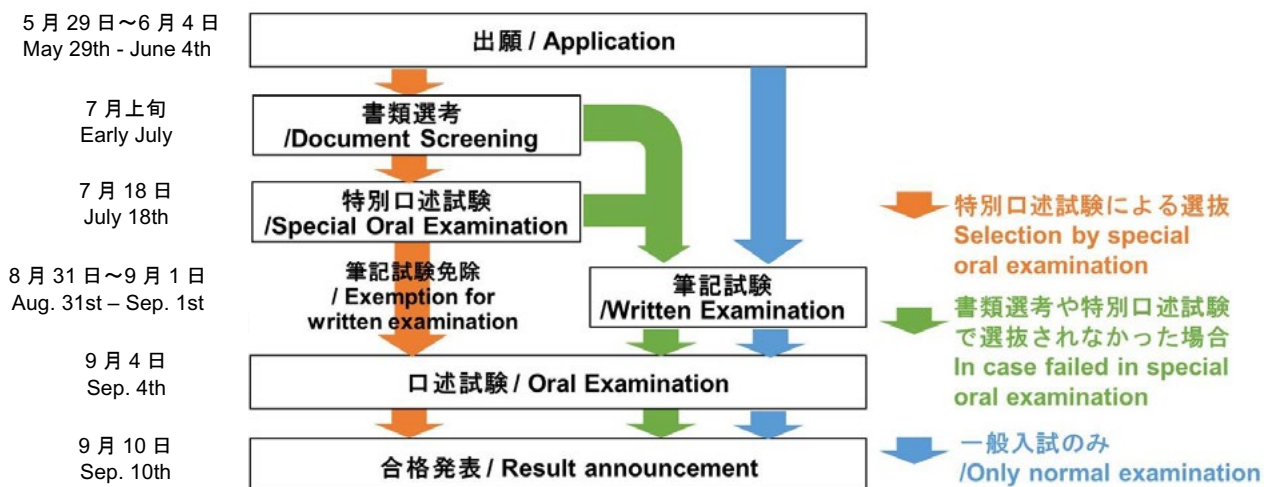 5 月 29 日～6 月 4 日
May 29th - June 4th
出願 / Application
7 月上旬
Early July
書類選考
/Document Screening
7 月 18 日
July 18th
特別口述試験
/Special Oral Examination
8 月 31 日～9 月 1 日
Aug. 31st – Sep. 1st
筆記試験免除
/ Exemption for
written examination
筆記試験
/Written Examination
9 月 4 日
Sep. 4th
口述試験 / Oral Examination
9 月 10 日
Sep. 10th
合格発表 / Result announcement
特別口述試験による選抜
Selection by special
oral examination
書類選考や特別口述試験
で選抜されなかった場合
In case failed in special
oral examination
一般入試のみ
/Only normal examination